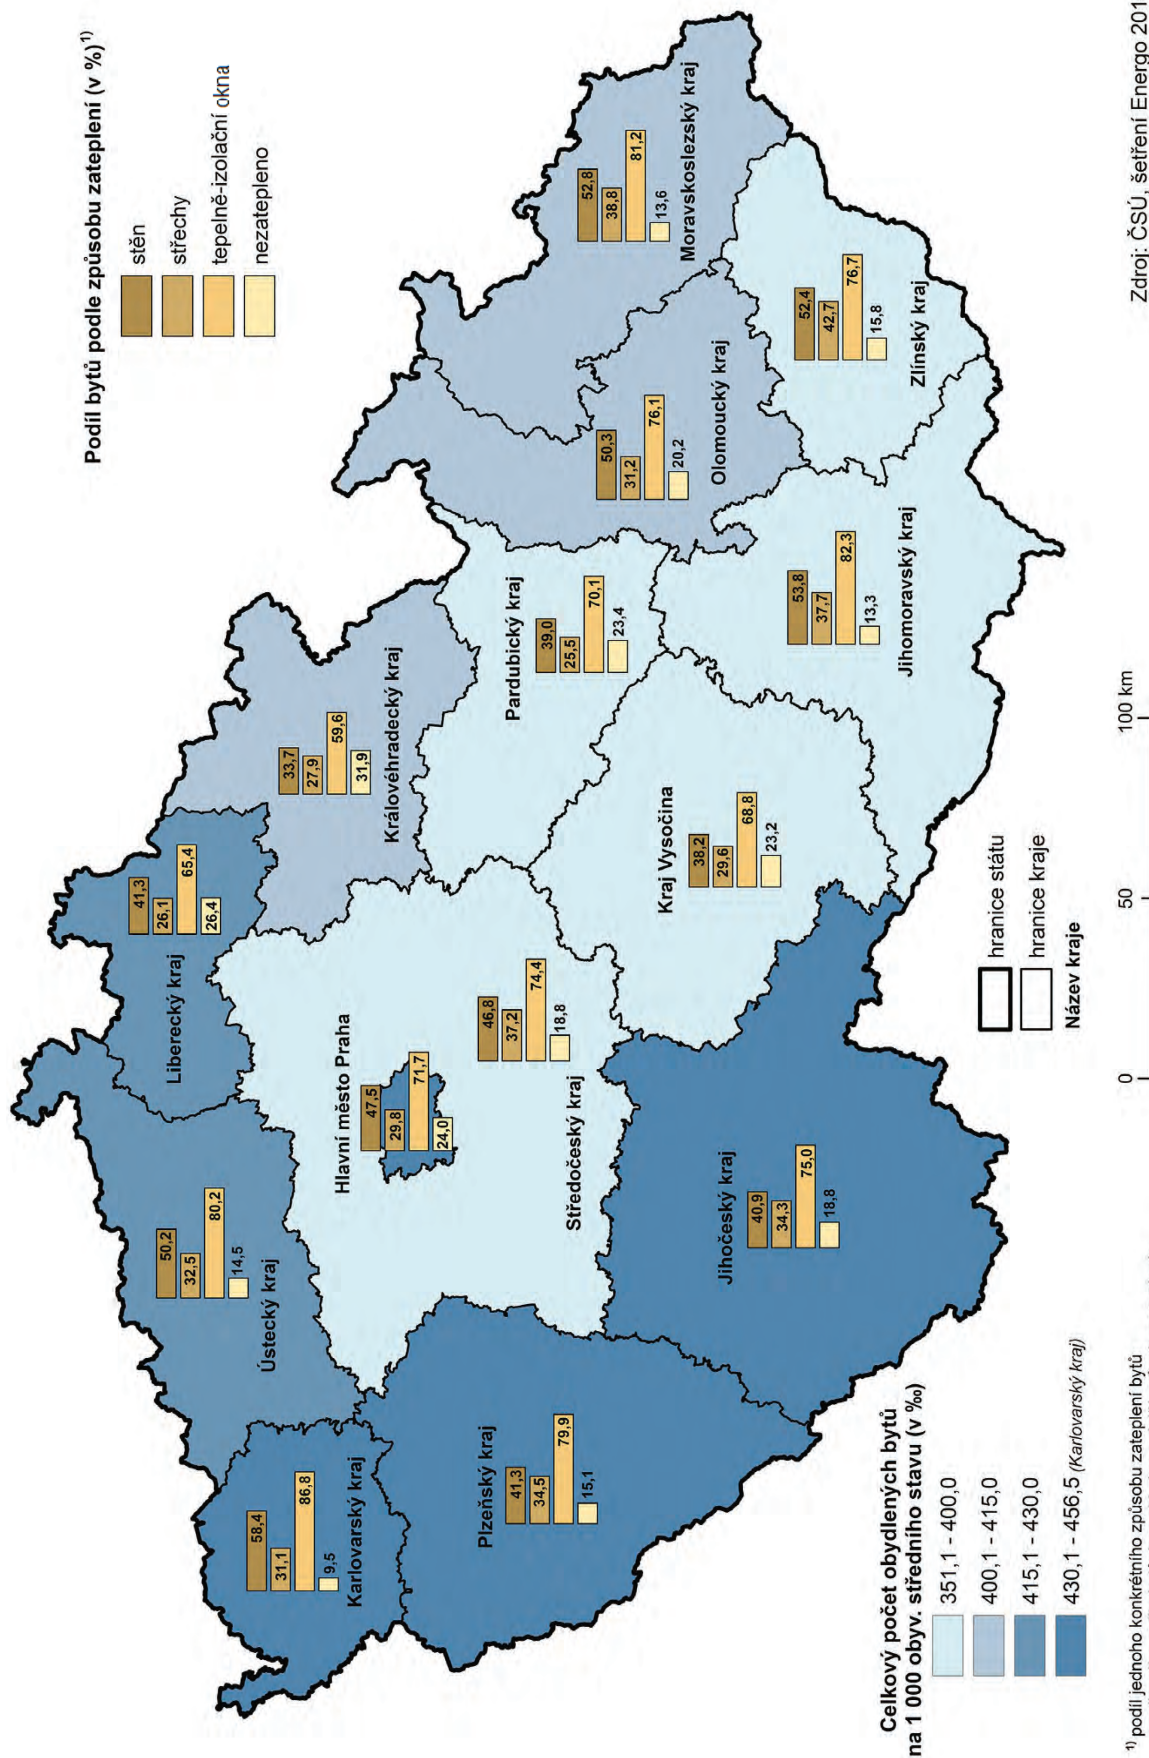 Podíl bytů podle způsobu zateplení (v %)¹⁾
stěn
střechy
tepelně-izolační okna
nezatepleno
Liberecký kraj
41,3
26,1
65,4
26,4
Ústecký kraj
50,2
32,5
80,2
14,5
Karlovarský kraj
58,4
31,1
86,8
9,5
Královéhradecký kraj
33,7
27,9
59,6
31,9
Hlavní město Praha
47,5
29,8
71,7
24,0
Středočeský kraj
46,8
37,2
74,4
18,8
Plzeňský kraj
41,3
34,5
79,9
15,1
Pardubický kraj
39,0
25,5
70,1
23,4
Moravskoslezský kraj
52,8
38,8
81,2
13,6
Olomoucký kraj
50,3
31,2
76,1
20,2
Kraj Vysočina
38,2
29,6
68,8
23,2
Jihočeský kraj
40,9
34,3
75,0
18,8
Jihomoravský kraj
53,8
37,7
82,3
13,3
Zlínský kraj
52,4
42,7
76,7
15,8
Celkový počet obydlených bytů
na 1 000 obyv. středního stavu (v ‰)
351,1 - 400,0
400,1 - 415,0
415,1 - 430,0
430,1 - 456,5 (Karlovarský kraj)
hranice státu
hranice kraje
Název kraje
0
50
100 km
¹⁾ podíl jednoho konkrétního způsobu zateplení bytů
Zdroj: ČSÚ, šetření Energo 201